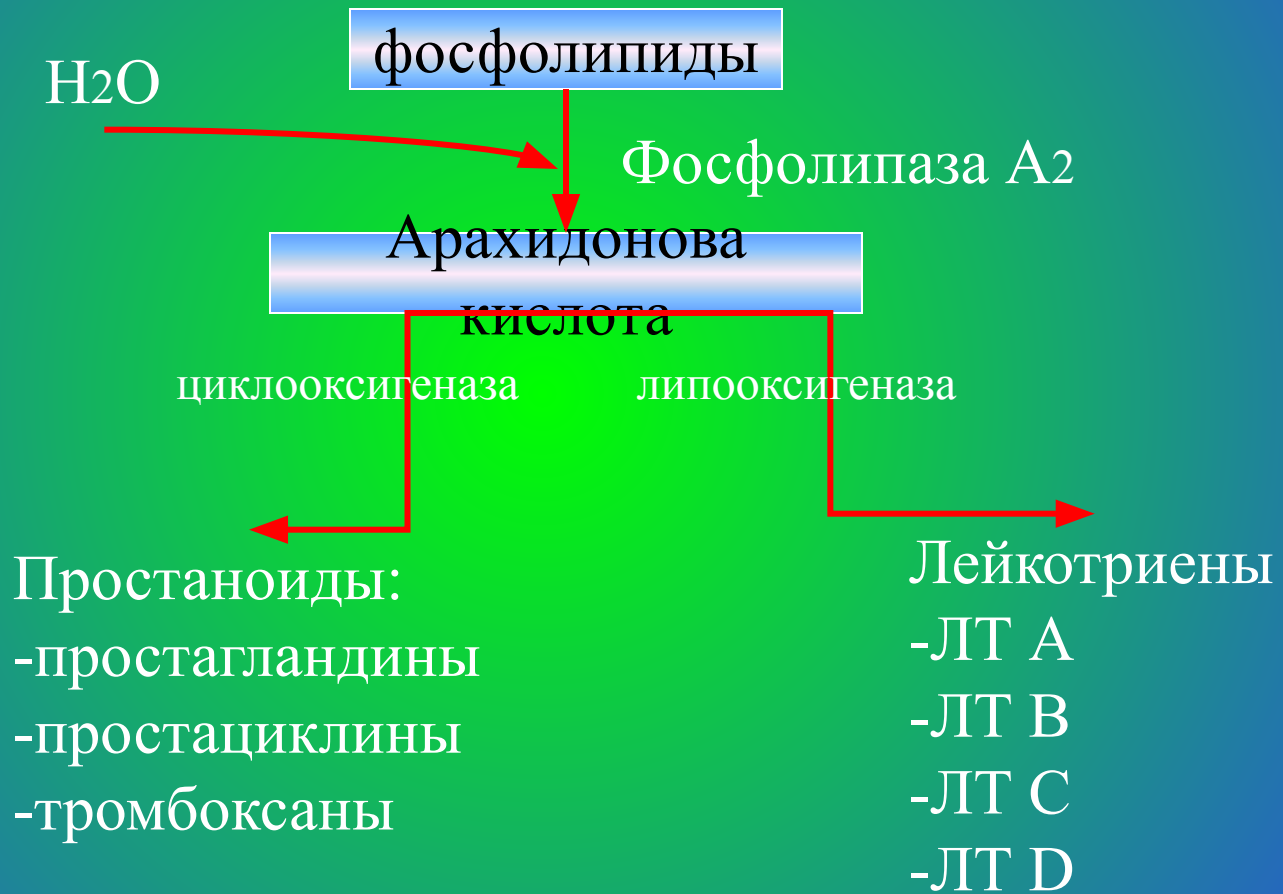 фосфолипиды
H2O
Фосфолипаза А2
Арахидонова
кислота
циклооксигеназа
липооксигеназа
Простаноиды:
-простагландины
-простациклины
-тромбоксаны
Лейкотриены
-ЛТ A
-ЛТ B
-ЛТ C
-ЛТ D